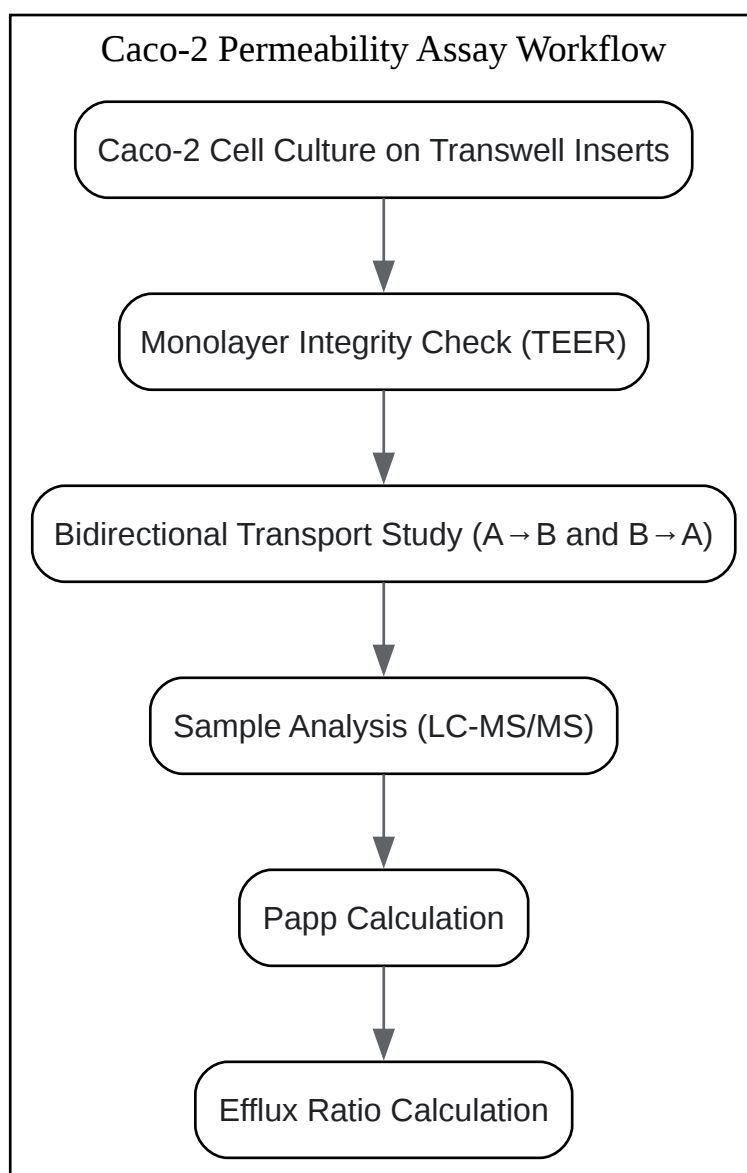 Caco-2 Permeability Assay Workflow
Caco-2 Cell Culture on Transwell Inserts
Monolayer Integrity Check (TEER)
Bidirectional Transport Study (A→B and B→A)
Sample Analysis (LC-MS/MS)
Papp Calculation
Efflux Ratio Calculation